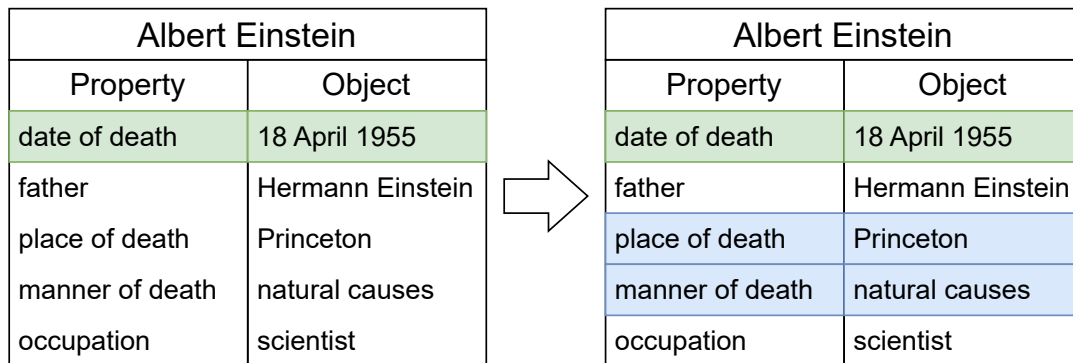 Albert Einstein
Property Object
date of death 18 April 1955
father Hermann Einstein
place of death Princeton
manner of death natural causes
occupation scientist
Albert Einstein
Property Object
date of death 18 April 1955
father Hermann Einstein
place of death Princeton
manner of death natural causes
occupation scientist